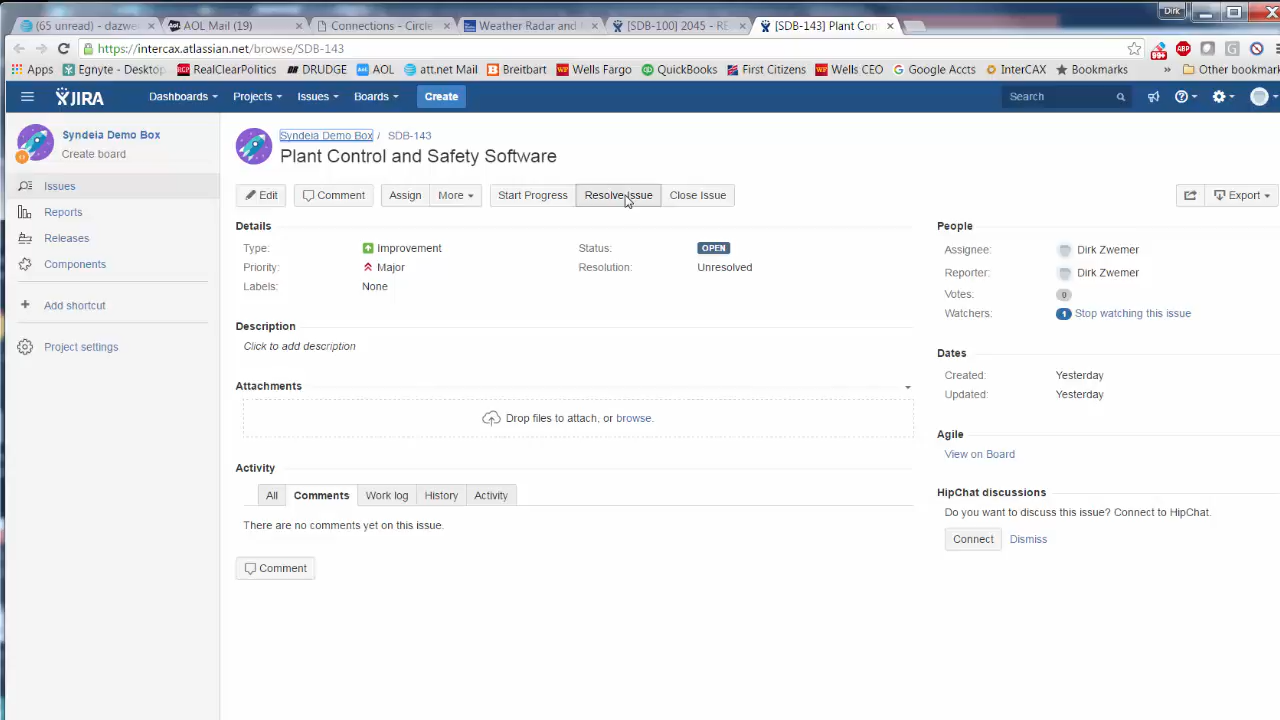 Dirk
(65 unread) - dazwe
AOL Mail (19)
Connections - Circle
Weather Radar and
[SDB-100] 2045 - RE
[SDB-143] Plant Con
https://intercax.atlassian.net/browse/SDB-143
99+
ABP
Apps
Egnyte - Desktop
RealClearPolitics
DRUDGE
AOL
att.net Mail
Breitbart
Wells Fargo
QuickBooks
First Citizens
Wells CEO
Google Accts
InterCAX
Bookmarks
»
Other bookmark
JIRA
Dashboards
Projects
Issues
Boards
Create
Search
Syndeia Demo Box
Create board
Issues
Reports
Releases
Components
Add shortcut
Project settings
Syndeia Demo Box / SDB-143
Plant Control and Safety Software
Edit
Comment
Assign
More
Start Progress
Resolve Issue
Close Issue
Export
Details
Type: Improvement
Status: OPEN
Priority: Major
Resolution: Unresolved
Labels: None
Description
Click to add description
Attachments
Drop files to attach, or browse.
Activity
All
Comments
Work log
History
Activity
There are no comments yet on this issue.
Comment
People
Assignee: Dirk Zwemer
Reporter: Dirk Zwemer
Votes: 0
Watchers: 1 Stop watching this issue
Dates
Created: Yesterday
Updated: Yesterday
Agile
View on Board
HipChat discussions
Do you want to discuss this issue? Connect to HipChat.
Connect
Dismiss